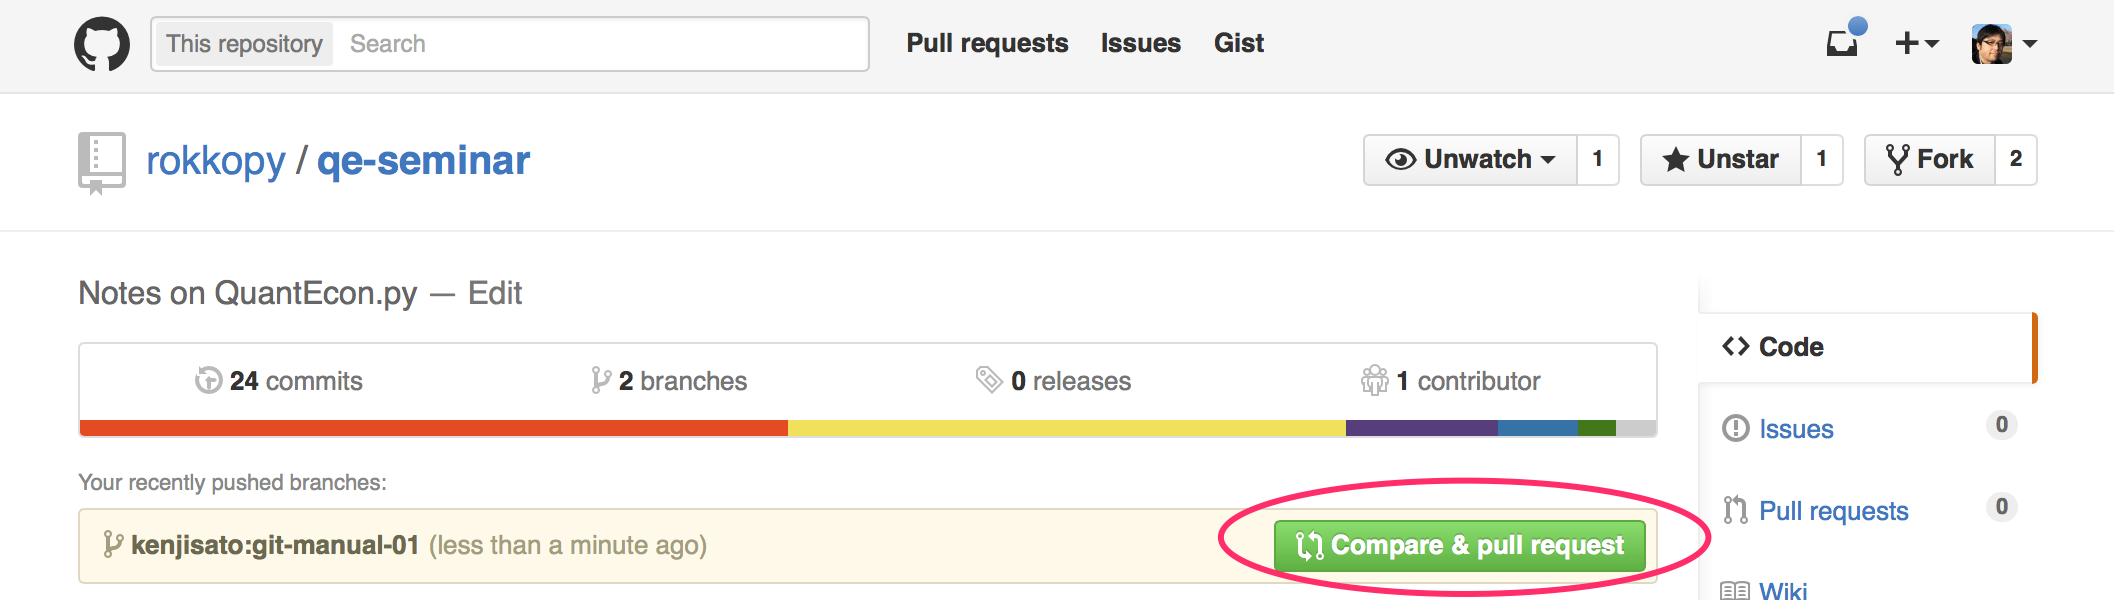 This repository Search Pull requests Issues Gist
rokkopy / qe-seminar Unwatch 1 Unstar 1 Fork 2
Notes on QuantEcon.py — Edit
Code
24 commits 2 branches 0 releases 1 contributor
Issues 0
Your recently pushed branches:
Pull requests 0
kenjisato:git-manual-01 (less than a minute ago) Compare & pull request
Wiki